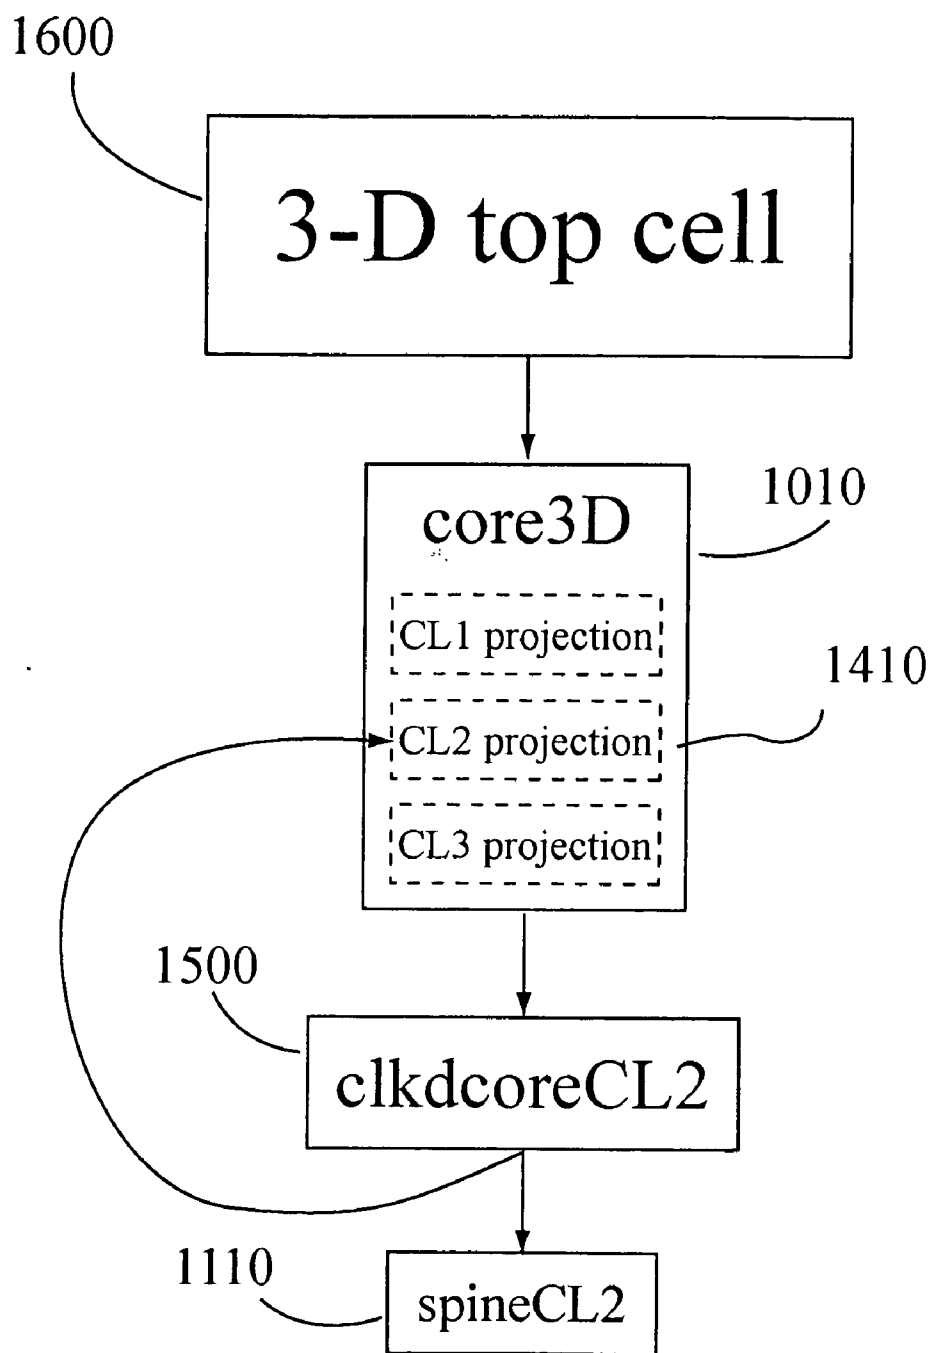 1600
3-D top cell
1010
core3D
CL1 projection
1410
CL2 projection
CL3 projection
1500
clkdcoreCL2
1110
spineCL2